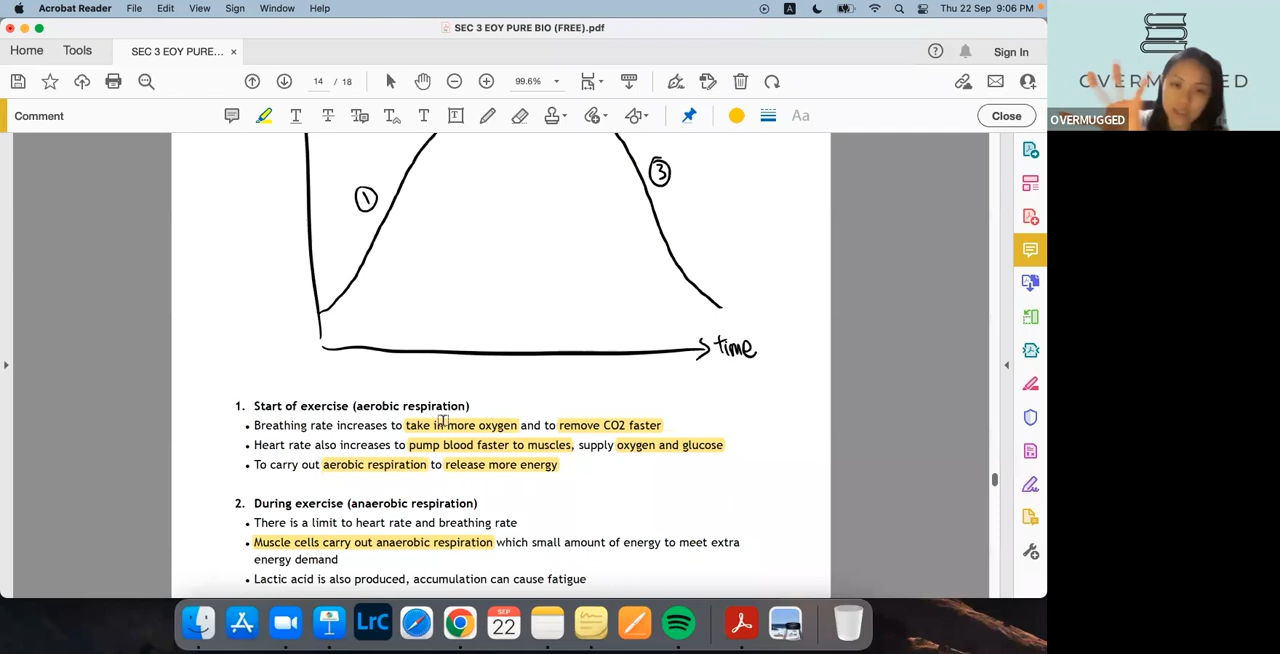 Acrobat Reader File Edit View Sign Window Help
A
Thu 22 Sep 9:06 PM
SEC 3 EOY PURE BIO (FREE).pdf
Home Tools SEC 3 EOY PURE... ×
Sign In
14 / 18
99.6%
Comment
Aa
Close
OVERMUGGED
①
③
time
1. Start of exercise (aerobic respiration)
• Breathing rate increases to take in more oxygen and to remove CO2 faster
• Heart rate also increases to pump blood faster to muscles, supply oxygen and glucose
• To carry out aerobic respiration to release more energy
2. During exercise (anaerobic respiration)
• There is a limit to heart rate and breathing rate
• Muscle cells carry out anaerobic respiration which small amount of energy to meet extra
energy demand
• Lactic acid is also produced, accumulation can cause fatigue
LrC
SEP
22